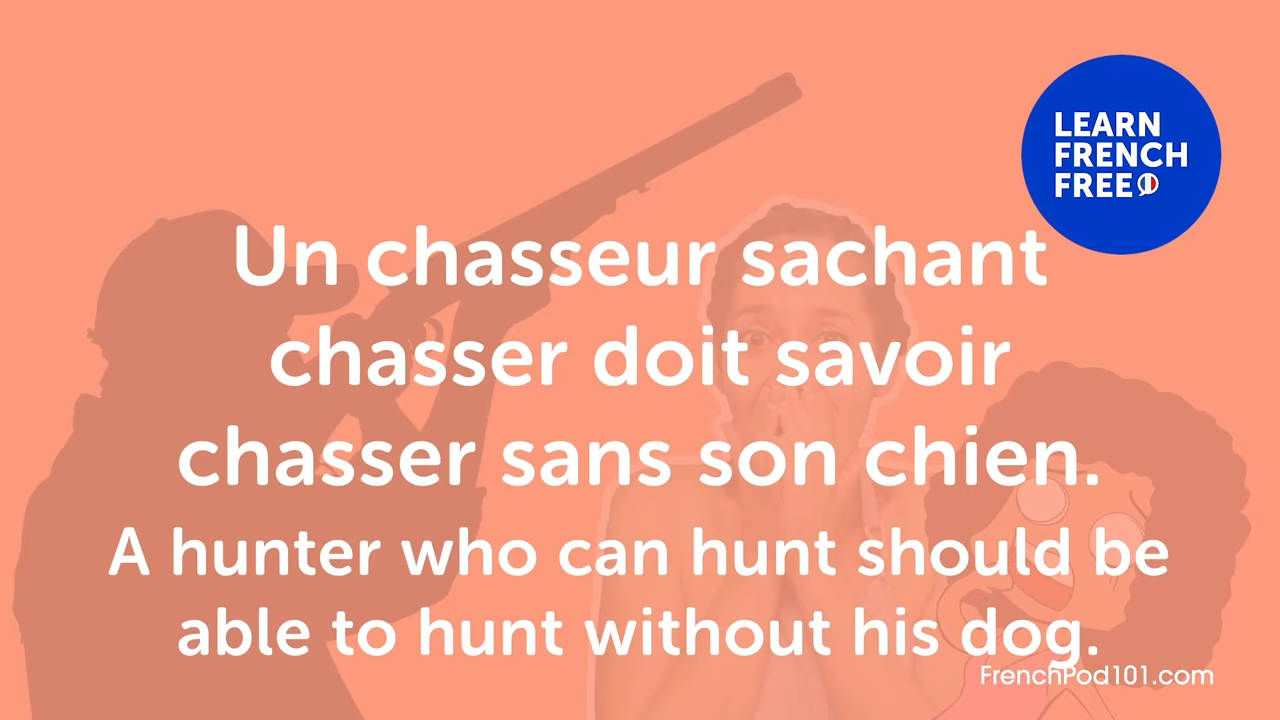 LEARN
FRENCH
FREE
Un chasseur sachant
chasser doit savoir
chasser sans son chien.
A hunter who can hunt should be
able to hunt without his dog.
FrenchPod101.com